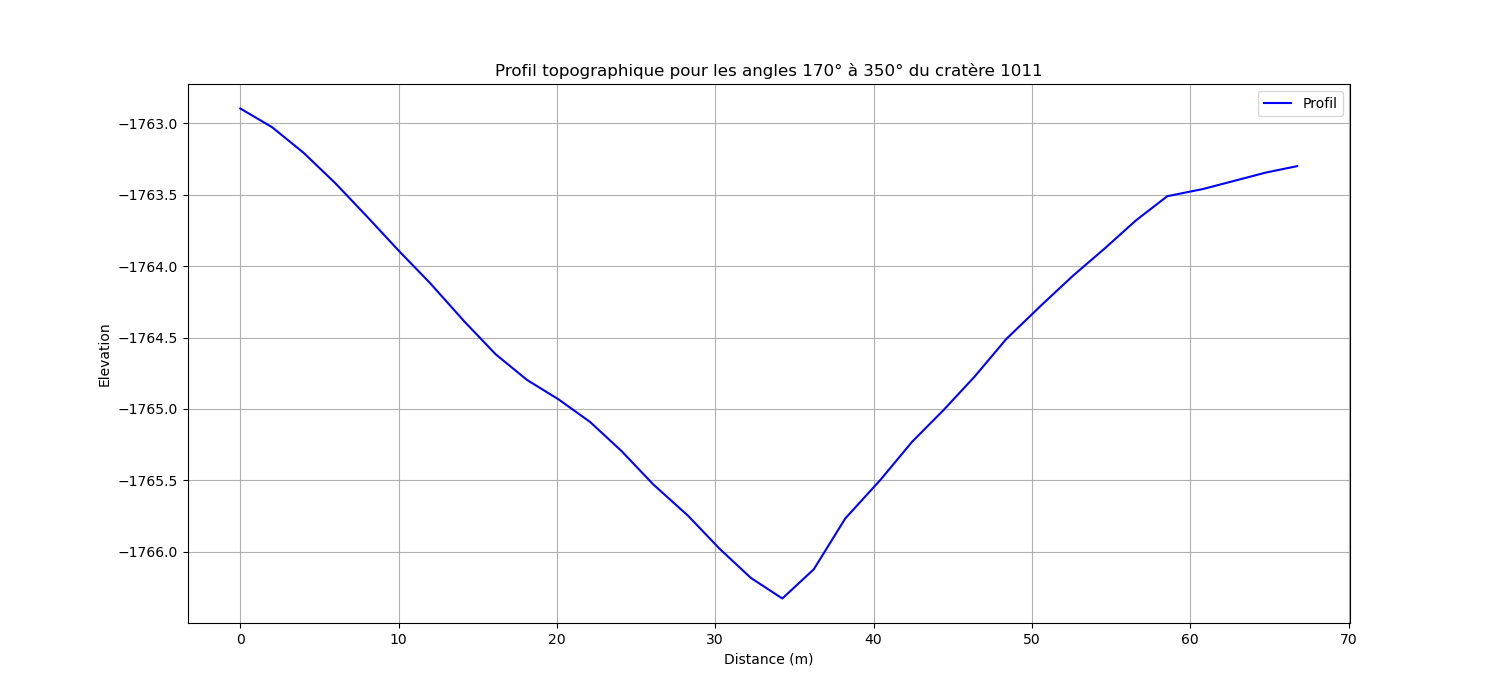 Profil topographique pour les angles 170° à 350° du cratère 1011
Profil
−1763.0
−1763.5
−1764.0
−1764.5
−1765.0
−1765.5
−1766.0
Elevation
0 10 20 30 40 50 60 70
Distance (m)